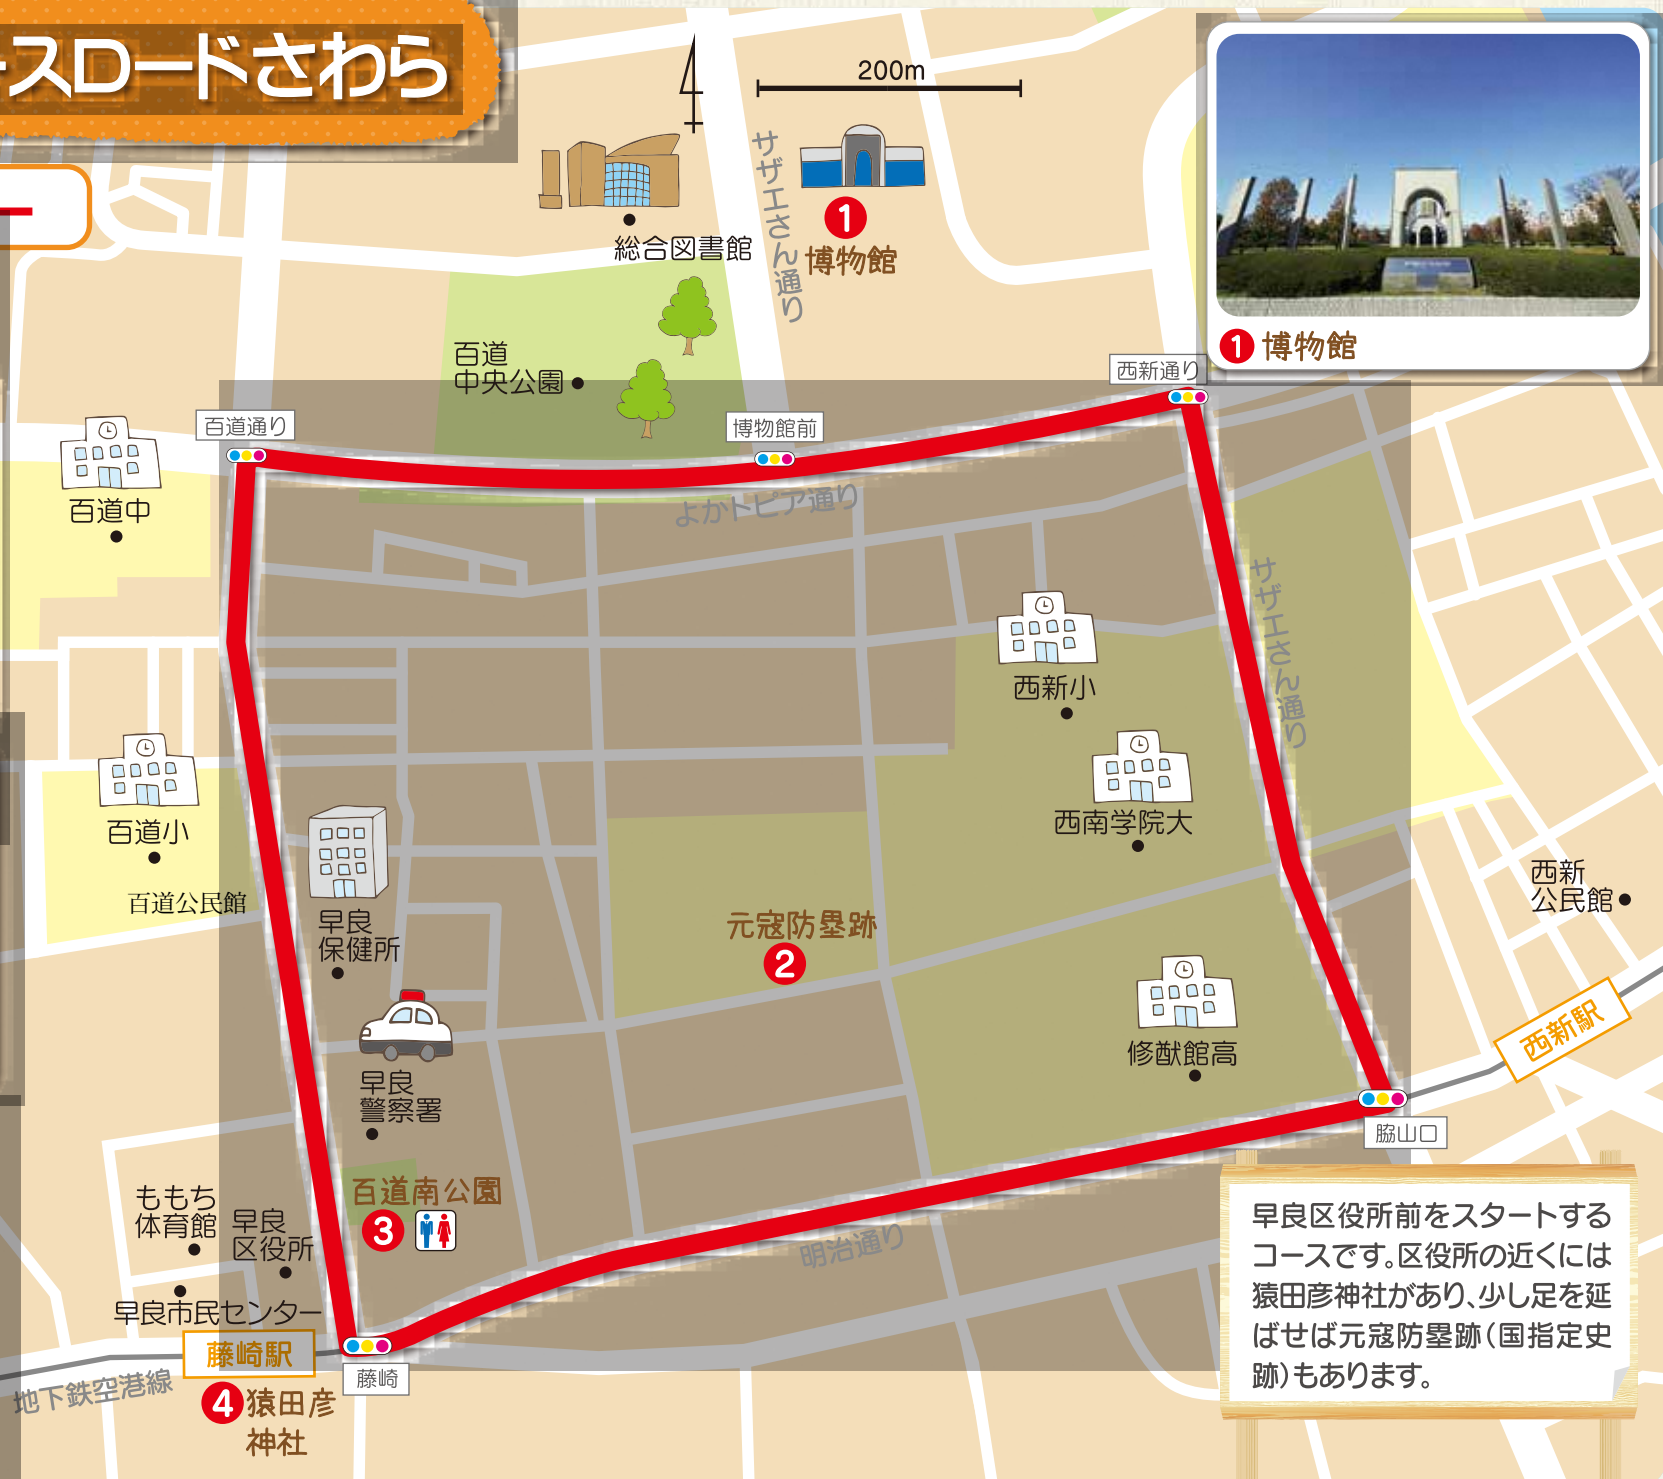 スロードさわら
200m
サザエさん通り
総合図書館
1
博物館
1 博物館
百道
中央公園
西新通り
百道通り
博物館前
よかトピア通り
百道中
サザエさん通り
西新小
百道小
西南学院大
百道公民館
西新
公民館
早良
保健所
元寇防塁跡
2
西新駅
修猷館高
早良
警察署
脇山口
百道南公園
3
ももち
体育館
早良
区役所
明治通り
早良市民センター
藤崎駅
藤崎
地下鉄空港線
4 猿田彦
神社
早良区役所前をスタートする
コースです。区役所の近くには
猿田彦神社があり、少し足を延
ばせば元寇防塁跡（国指定史
跡）もあります。